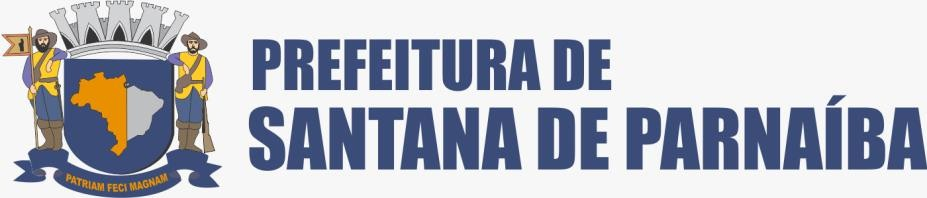 PREFEITURA DE
SANTANA DE PARNAÍBA
PATRIAM FECI MAGNAM